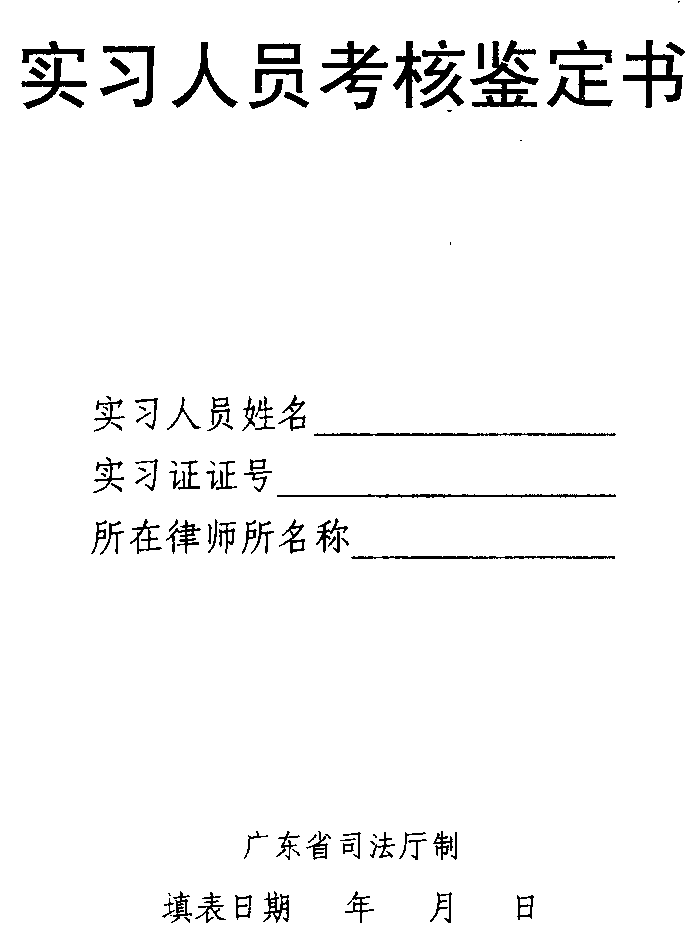 实习人员考核鉴定书
实习人员姓名
实习证证号
所在律师所名称
广东省司法厅制
填表日期 年 月 日